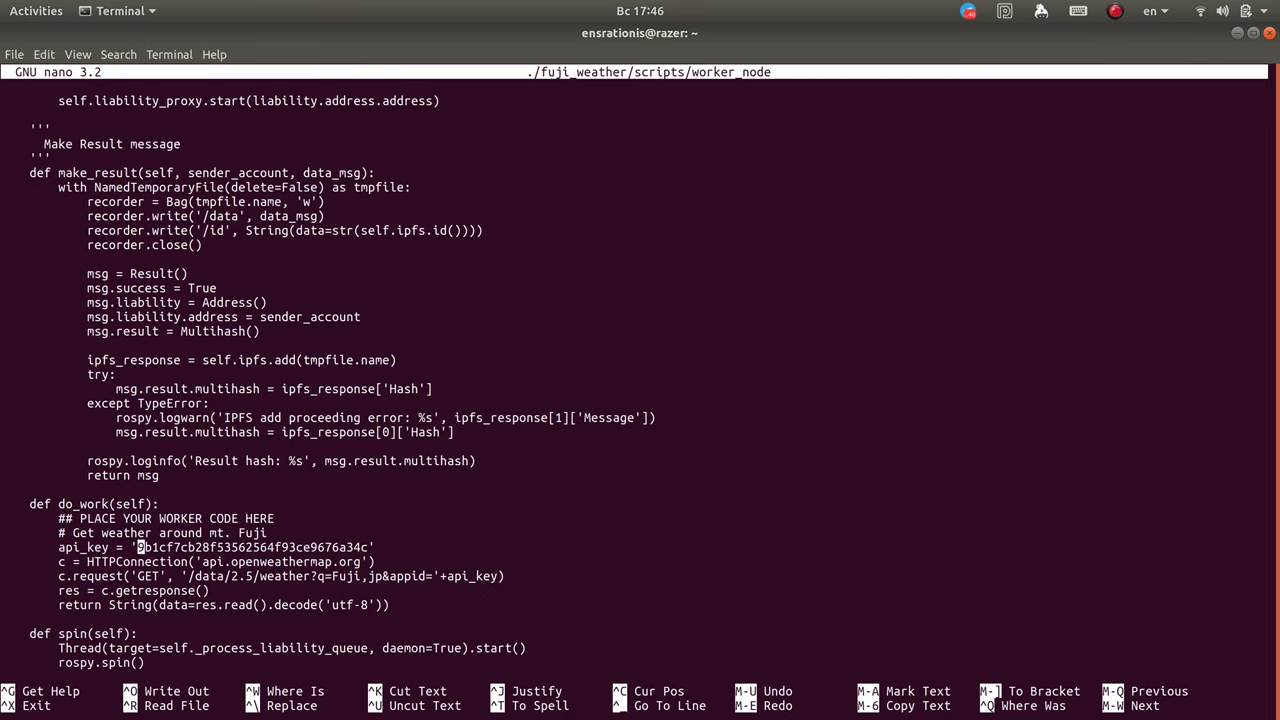 Activities Terminal Вс 17:46 en
ensrationis@razer: ~
File Edit View Search Terminal Help
GNU nano 3.2 ./fuji_weather/scripts/worker_node
self.liability_proxy.start(liability.address.address)
'''
Make Result message
'''
def make_result(self, sender_account, data_msg):
with NamedTemporaryFile(delete=False) as tmpfile:
recorder = Bag(tmpfile.name, 'w')
recorder.write('/data', data_msg)
recorder.write('/id', String(data=str(self.ipfs.id())))
recorder.close()
msg = Result()
msg.success = True
msg.liability = Address()
msg.liability.address = sender_account
msg.result = Multihash()
ipfs_response = self.ipfs.add(tmpfile.name)
try:
msg.result.multihash = ipfs_response['Hash']
except TypeError:
rospy.logwarn('IPFS add proceeding error: %s', ipfs_response[1]['Message'])
msg.result.multihash = ipfs_response[0]['Hash']
rospy.loginfo('Result hash: %s', msg.result.multihash)
return msg
def do_work(self):
## PLACE YOUR WORKER CODE HERE
# Get weather around mt. Fuji
api_key = '9b1cf7cb28f53562564f93ce9676a34c'
c = HTTPConnection('api.openweathermap.org')
c.request('GET', '/data/2.5/weather?q=Fuji,jp&appid='+api_key)
res = c.getresponse()
return String(data=res.read().decode('utf-8'))
def spin(self):
Thread(target=self._process_liability_queue, daemon=True).start()
rospy.spin()
^G Get Help ^O Write Out ^W Where Is ^K Cut Text ^J Justify ^C Cur Pos M-U Undo M-A Mark Text M-] To Bracket M-Q Previous
^X Exit ^R Read File ^\ Replace ^U Uncut Text ^T To Spell ^_ Go To Line M-E Redo M-6 Copy Text ^Q Where Was M-W Next